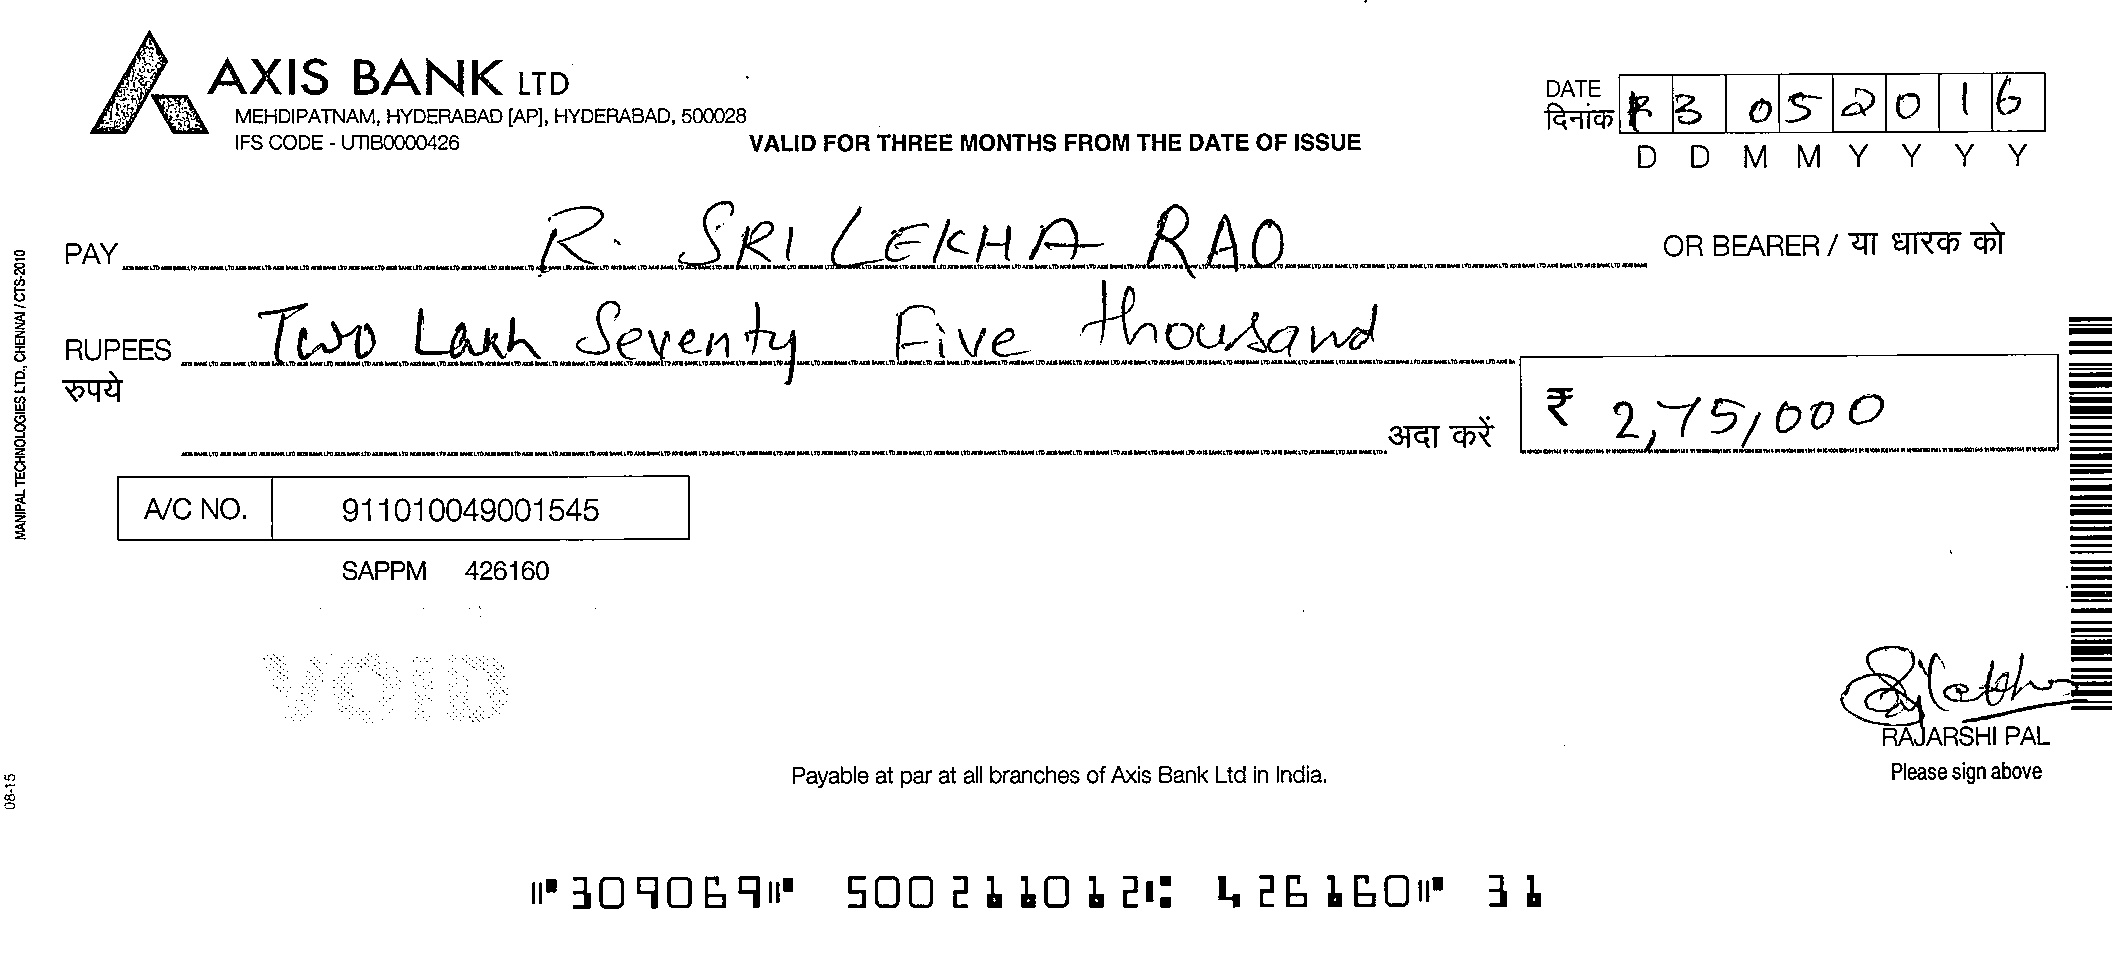 AXIS BANK LTD
MEHDIPATNAM, HYDERABAD [AP], HYDERABAD, 500028
IFS CODE - UTIB0000426
VALID FOR THREE MONTHS FROM THE DATE OF ISSUE
DATE
दिनांक 3 0 5 2 0 1 6
D D M M Y Y Y Y
PAY R. SRI LEKHA RAO OR BEARER / या धारक को
RUPEES Two Lakh Seventy Five thousand
रुपये
अदा करें ₹ 2,75,000
A/C NO. 911010049001545
SAPPM 426160
VOID
RAJARSHI PAL
Please sign above
Payable at par at all branches of Axis Bank Ltd in India.
⑈309069⑈ 500211012⑆ 426160⑈ 31
MANIPAL TECHNOLOGIES LTD., CHENNAI / CTS-2010
08-15